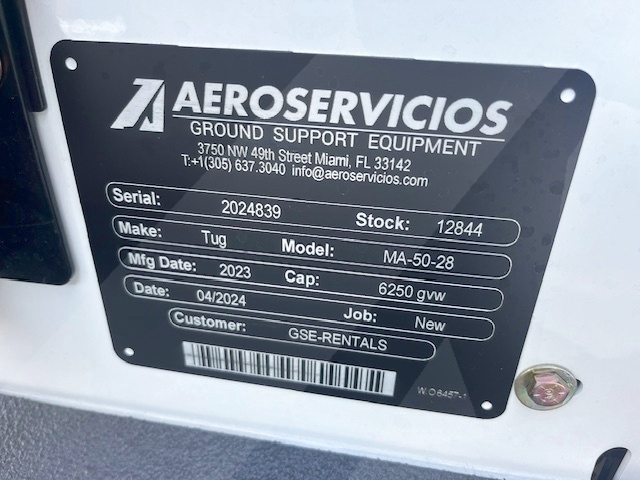 AEROSERVICIOS
GROUND SUPPORT EQUIPMENT
3750 NW 49th Street Miami, FL 33142
T:+1(305) 637.3040 info@aeroservicios.com
Serial: 2024839 Stock: 12844
Make: Tug Model: MA-50-28
Mfg Date: 2023 Cap: 6250 gvw
Date: 04/2024 Job: New
Customer: GSE-RENTALS
W.O 6457-1